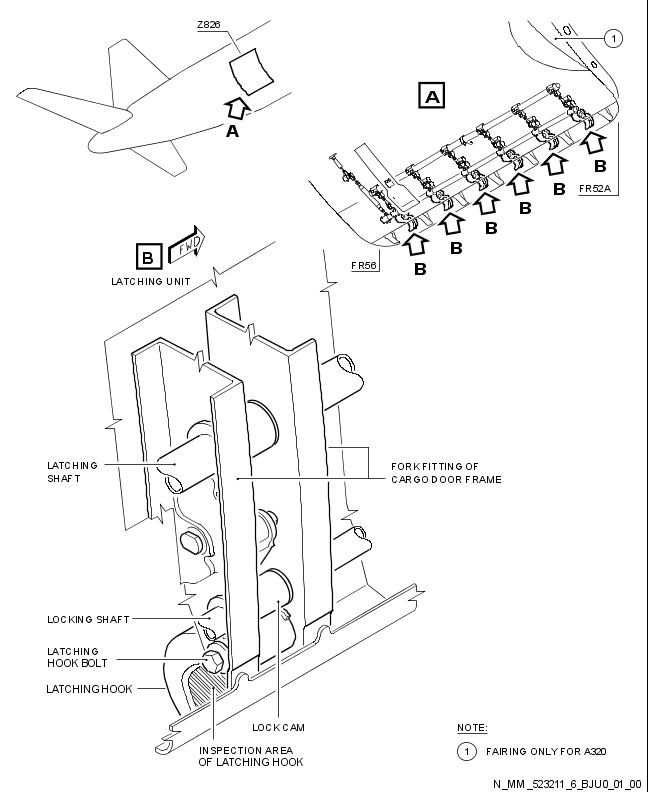 Z826
A
1
A
B
B
B
B
B
B
FR52A
FR56
B
FWD
LATCHING UNIT
LATCHING
SHAFT
FORK FITTING OF
CARGO DOOR FRAME
LOCKING SHAFT
LATCHING
HOOK BOLT
LATCHING HOOK
LOCK CAM
INSPECTION AREA
OF LATCHING HOOK
NOTE:
1 FAIRING ONLY FOR A320
N_MM_523211_6_BJU0_01_00